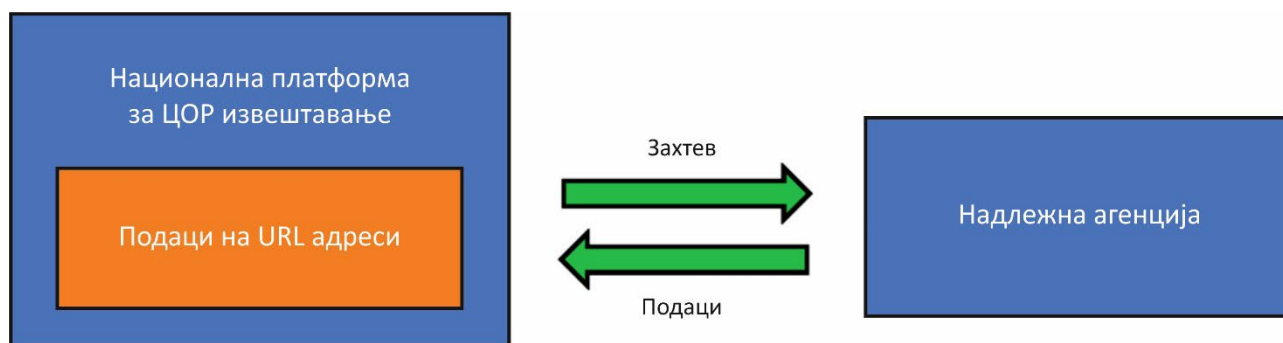 Национална платформа
за ЦОР извештавање
Подаци на URL адреси
Захтев
Подаци
Надлежна агенција